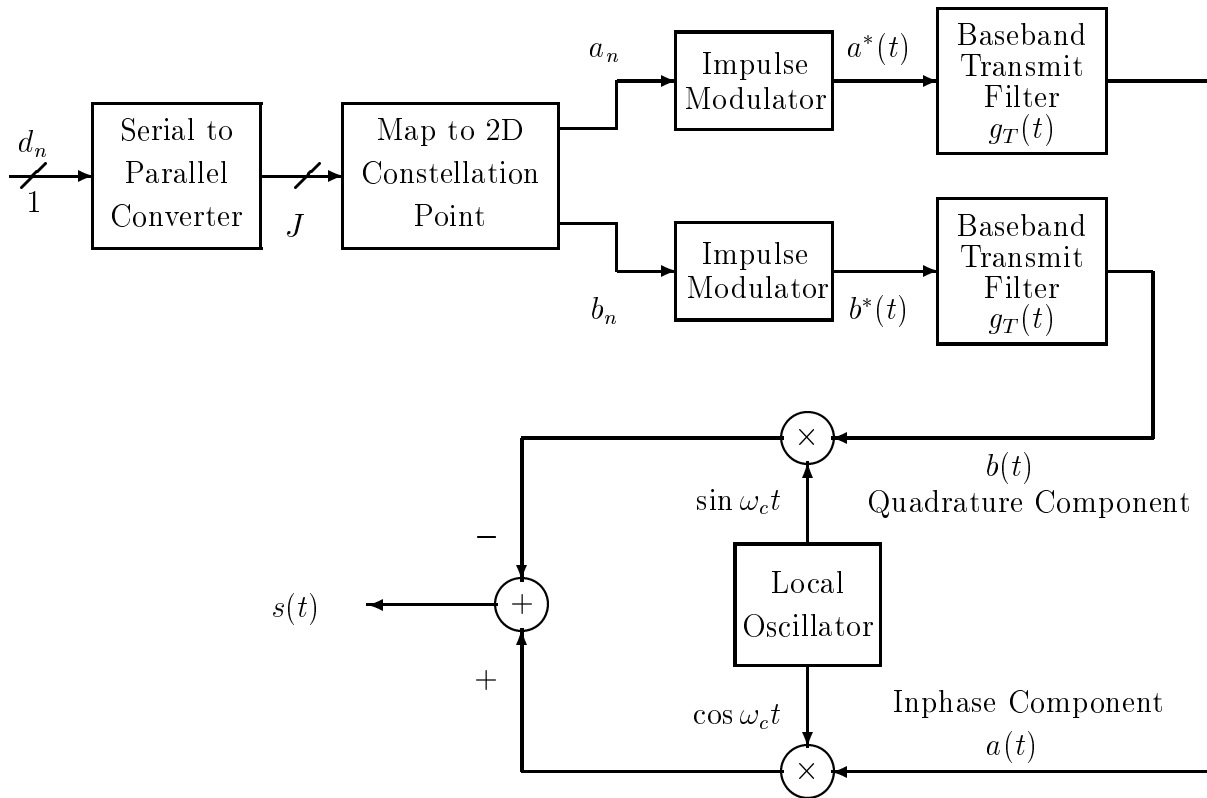 d_n
1
Serial to
Parallel
Converter
J
Map to 2D
Constellation
Point
a_n
Impulse
Modulator
a*(t)
Baseband
Transmit
Filter
g_T(t)
b_n
Impulse
Modulator
b*(t)
Baseband
Transmit
Filter
g_T(t)
×
b(t)
Quadrature Component
sin ω_c t
−
Local
Oscillator
s(t)
+
+
cos ω_c t
Inphase Component
a(t)
×